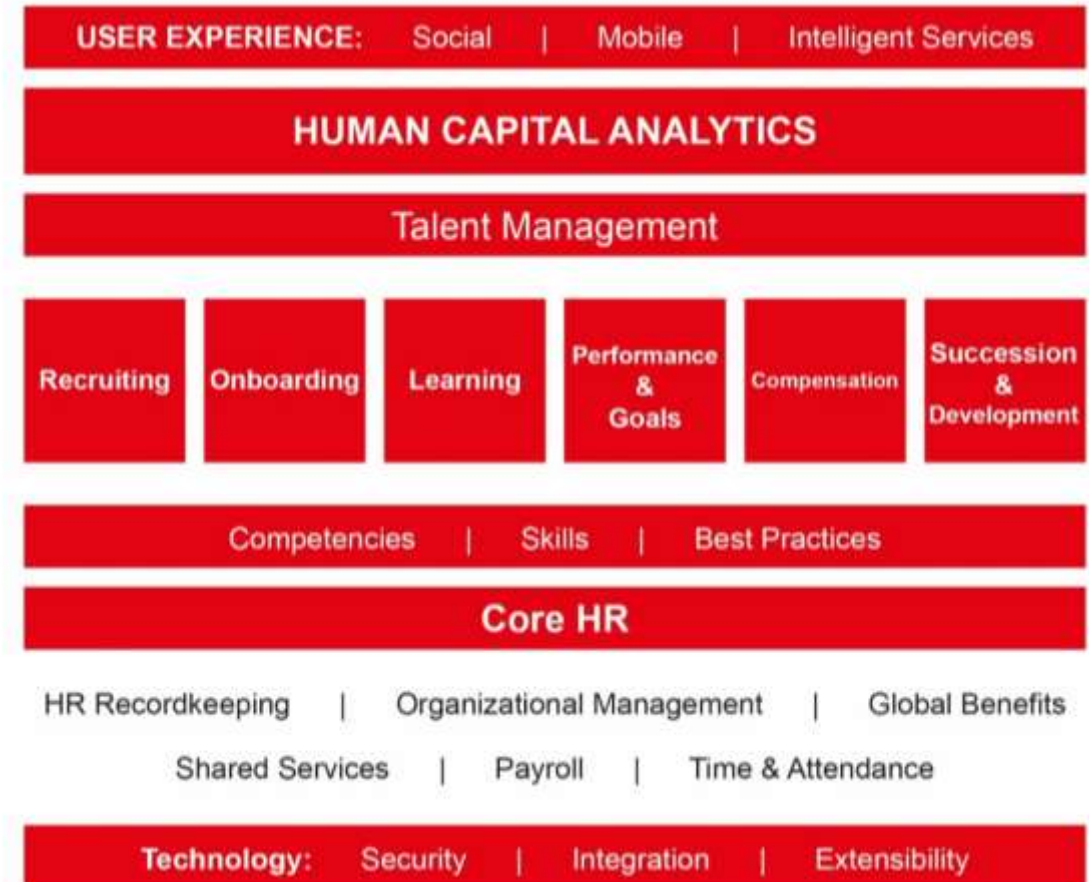 USER EXPERIENCE: Social | Mobile | Intelligent Services
HUMAN CAPITAL ANALYTICS
Talent Management
Recruiting
Onboarding
Learning
Performance
&
Goals
Compensation
Succession
&
Development
Competencies | Skills | Best Practices
Core HR
HR Recordkeeping | Organizational Management | Global Benefits
Shared Services | Payroll | Time & Attendance
Technology: Security | Integration | Extensibility